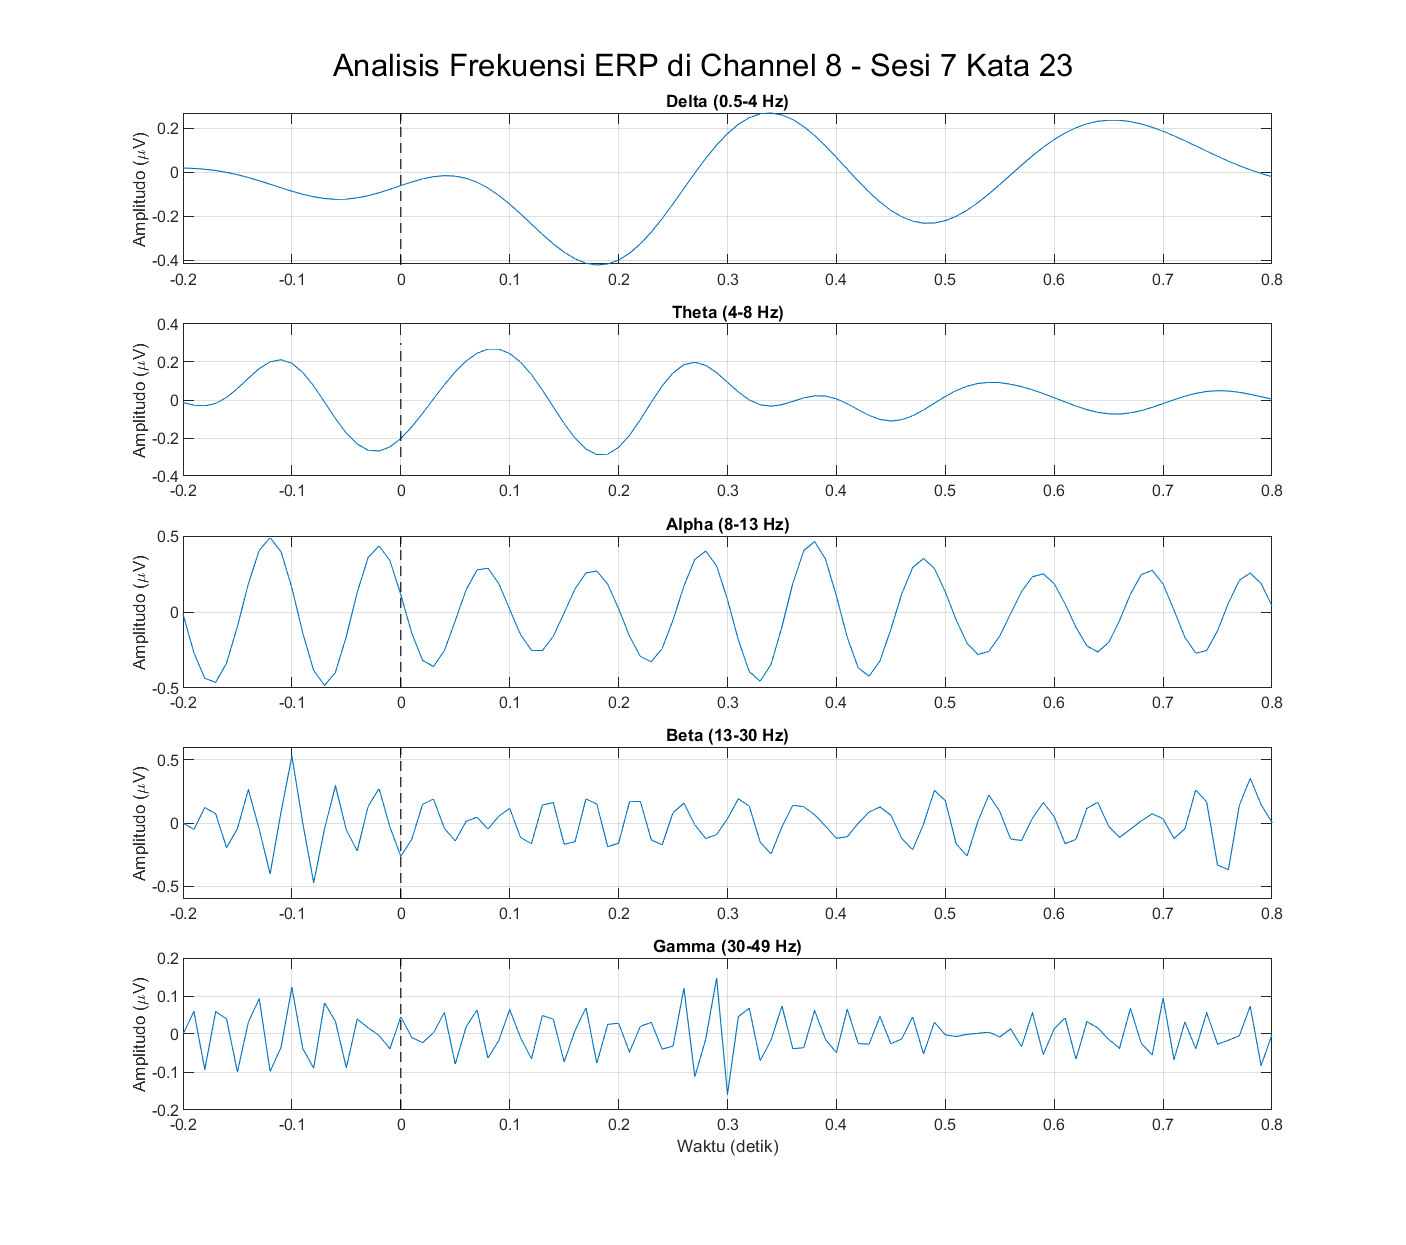 Analisis Frekuensi ERP di Channel 8 - Sesi 7 Kata 23
Delta (0.5-4 Hz)
Amplitudo (μV)
0.2
0
-0.2
-0.4
-0.2 -0.1 0 0.1 0.2 0.3 0.4 0.5 0.6 0.7 0.8
Theta (4-8 Hz)
Amplitudo (μV)
0.4
0.2
0
-0.2
-0.4
-0.2 -0.1 0 0.1 0.2 0.3 0.4 0.5 0.6 0.7 0.8
Alpha (8-13 Hz)
Amplitudo (μV)
0.5
0
-0.5
-0.2 -0.1 0 0.1 0.2 0.3 0.4 0.5 0.6 0.7 0.8
Beta (13-30 Hz)
Amplitudo (μV)
0.5
0
-0.5
-0.2 -0.1 0 0.1 0.2 0.3 0.4 0.5 0.6 0.7 0.8
Gamma (30-49 Hz)
Amplitudo (μV)
0.2
0.1
0
-0.1
-0.2
-0.2 -0.1 0 0.1 0.2 0.3 0.4 0.5 0.6 0.7 0.8
Waktu (detik)